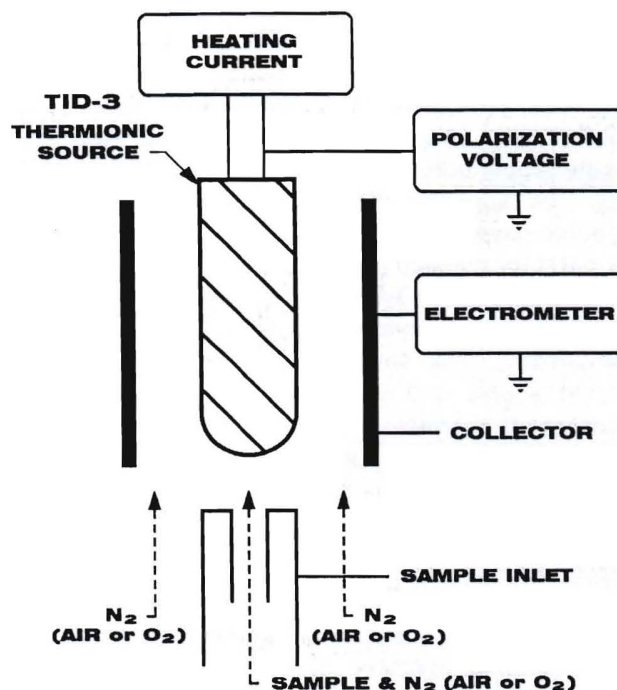 HEATING
CURRENT
TID-3
THERMIONIC
SOURCE
POLARIZATION
VOLTAGE
ELECTROMETER
COLLECTOR
SAMPLE INLET
N₂
(AIR or O₂)
N₂
(AIR or O₂)
SAMPLE & N₂ (AIR or O₂)